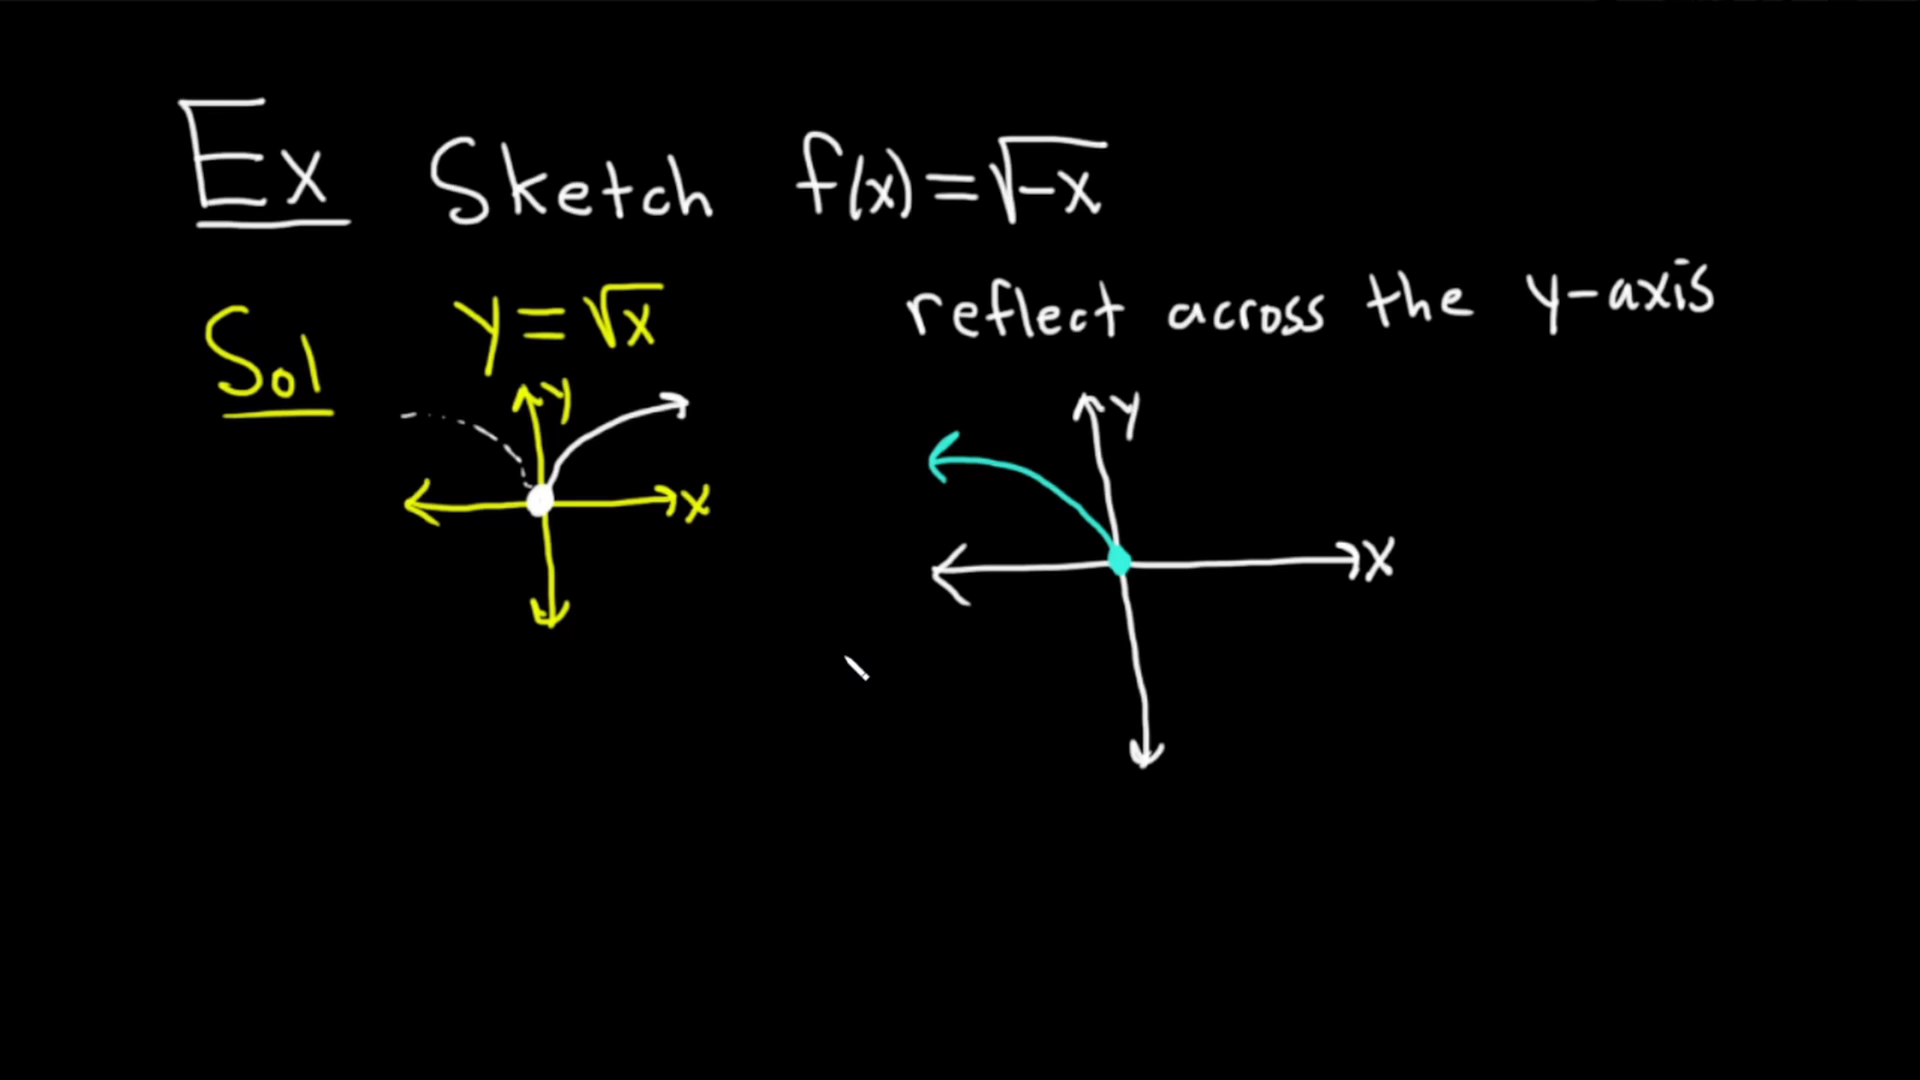 Ex Sketch f(x)=√-x
Sol y=√x
reflect across the y-axis
y
x
y
x